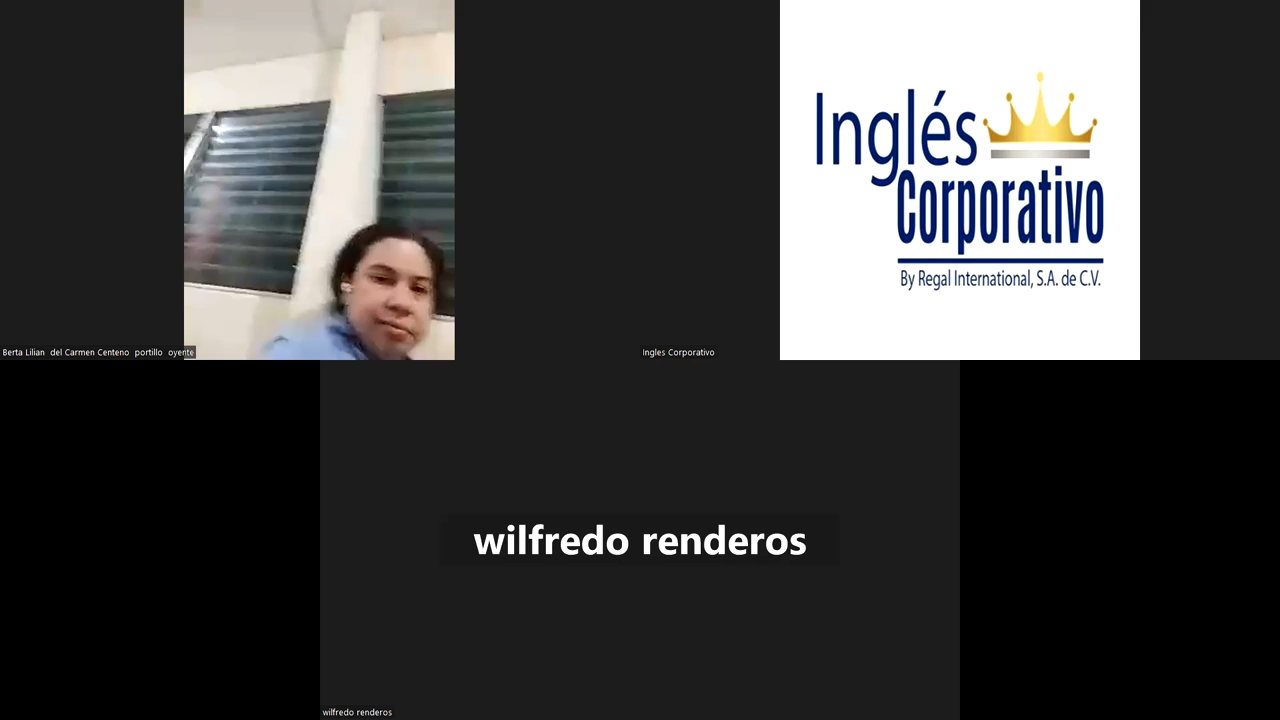 Inglés
Corporativo
By Regal International, S.A. de C.V.
Berta Lilian del Carmen Centeno portillo oyente
Ingles Corporativo
wilfredo renderos
wilfredo renderos